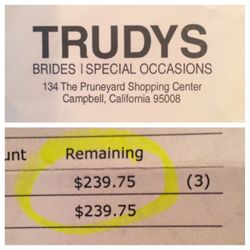 TRUDYS
BRIDES | SPECIAL OCCASIONS
134 The Pruneyard Shopping Center
Campbell, California 95008
unt Remaining
$239.75 (3)
$239.75